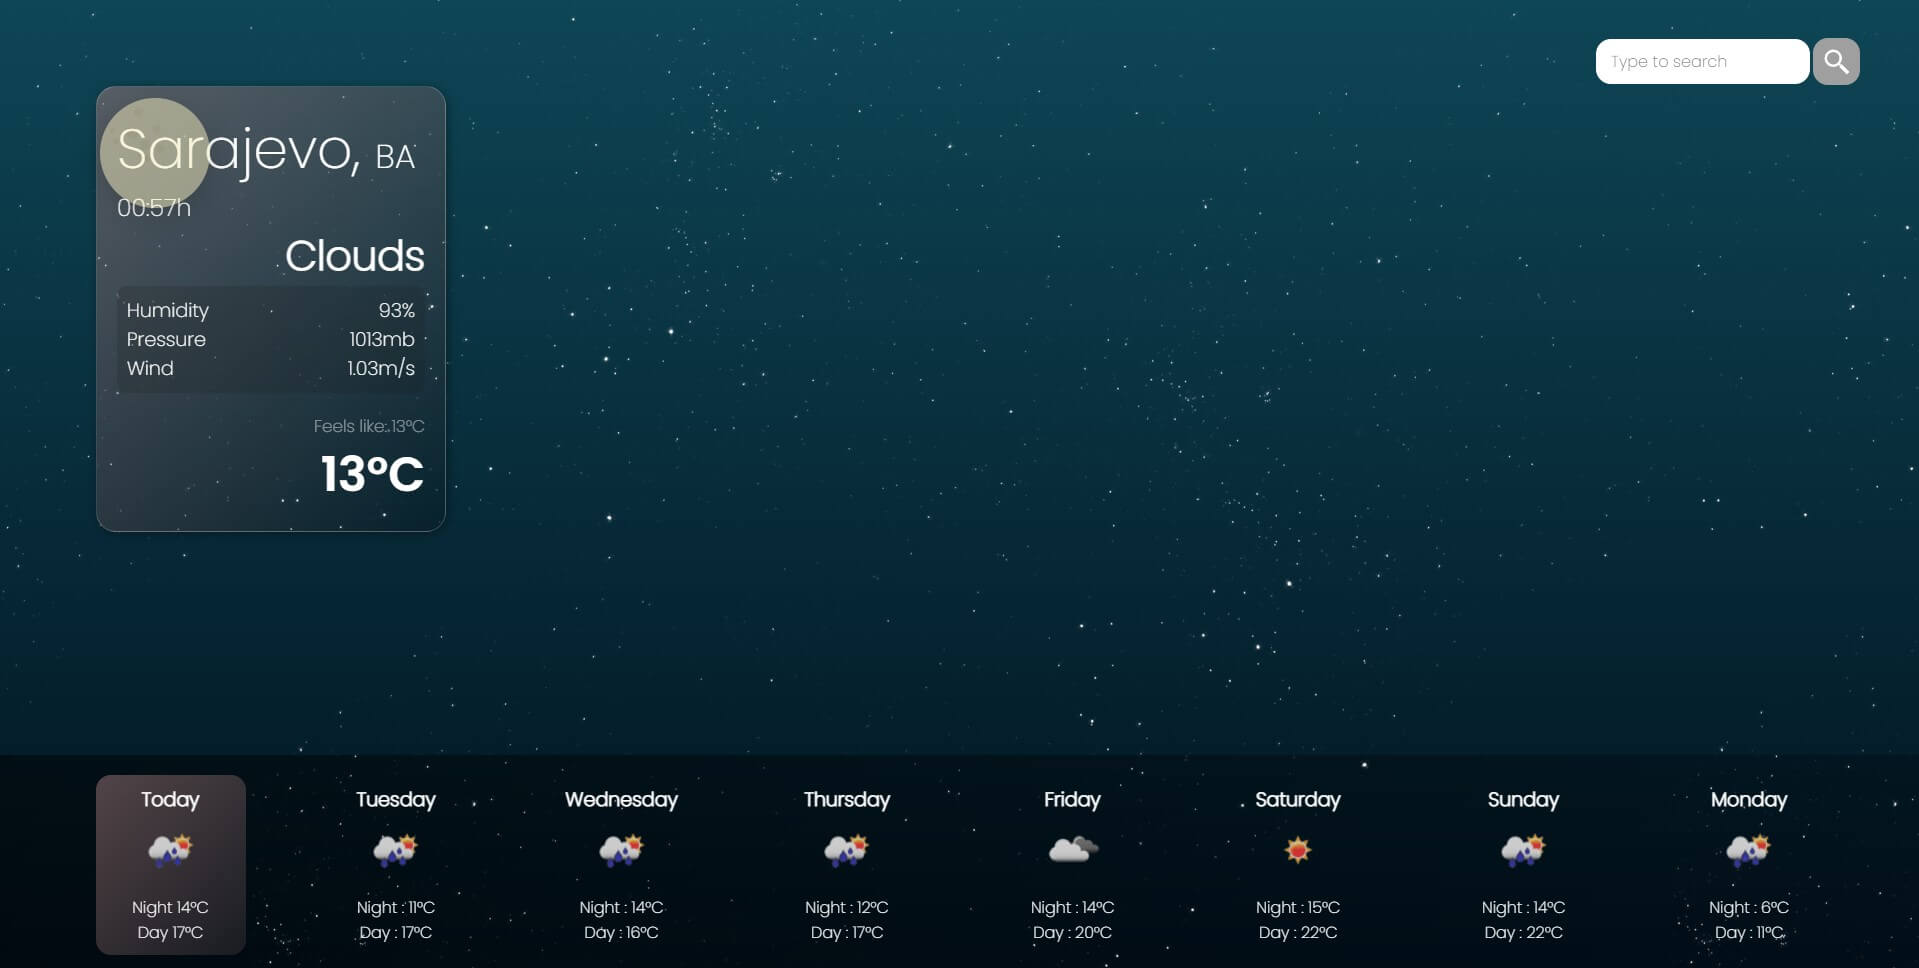 Type to search
Sarajevo, BA
00:57h
Clouds
Humidity 93%
Pressure 1013mb
Wind 1.03m/s
Feels like: 13°C
13°C
Today
Night 14°C
Day 17°C
Tuesday
Night : 11°C
Day : 17°C
Wednesday
Night : 14°C
Day : 16°C
Thursday
Night : 12°C
Day : 17°C
Friday
Night : 14°C
Day : 20°C
Saturday
Night : 15°C
Day : 22°C
Sunday
Night : 14°C
Day : 22°C
Monday
Night : 6°C
Day : 11°C